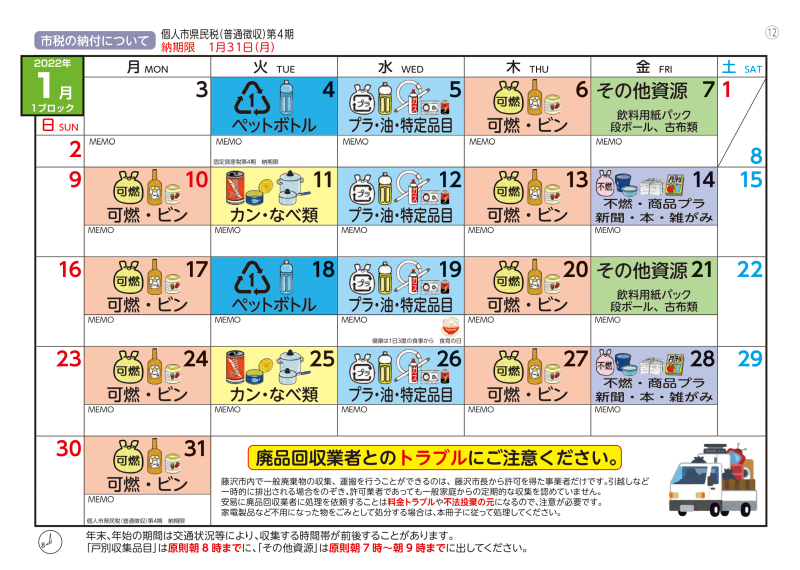 市税の納付について
個人市県民税(普通徴収)第4期
納期限 1月31日(月)
⑫
2022年
1月
1ブロック
日 SUN
月 MON
火 TUE
水 WED
木 THU
金 FRI
土 SAT
2
3
MEMO
4
ペットボトル
MEMO
固定資産税第4期 納期限
5
プラ
プラ・油・特定品目
MEMO
6
可燃
可燃・ビン
MEMO
その他資源 7
飲料用紙パック
段ボール、古布類
MEMO
1
8
9
10
可燃
可燃・ビン
MEMO
11
カン・なべ類
MEMO
12
プラ
プラ・油・特定品目
MEMO
13
可燃
可燃・ビン
MEMO
14
不燃
不燃・商品プラ
新聞・本・雑がみ
MEMO
15
16
17
可燃
可燃・ビン
MEMO
18
ペットボトル
MEMO
19
プラ
プラ・油・特定品目
MEMO
健康は1日3度の食事から 食育の日
20
可燃
可燃・ビン
MEMO
その他資源 21
飲料用紙パック
段ボール、古布類
MEMO
22
23
24
可燃
可燃・ビン
MEMO
25
カン・なべ類
MEMO
26
プラ
プラ・油・特定品目
MEMO
27
可燃
可燃・ビン
MEMO
28
不燃
不燃・商品プラ
新聞・本・雑がみ
MEMO
29
30
31
可燃
可燃・ビン
MEMO
個人市県民税(普通徴収)第4期 納期限
廃品回収業者とのトラブルにご注意ください。
藤沢市内で一般廃棄物の収集、運搬を行うことができるのは、藤沢市長から許可を得た事業者だけです。引越しなど
一時的に排出される場合をのぞき、許可業者であっても一般家庭からの定期的な収集を認めていません。
安易に廃品回収業者に処理を依頼することは料金トラブルや不法投棄の元になるので、注意が必要です。
家電製品など不用になった物をごみとして処分する場合は、本冊子に従って処理してください。
年末、年始の期間は交通状況等により、収集する時間帯が前後することがあります。
「戸別収集品目」は原則朝8時までに、「その他資源」は原則朝7時〜朝9時までに出してください。